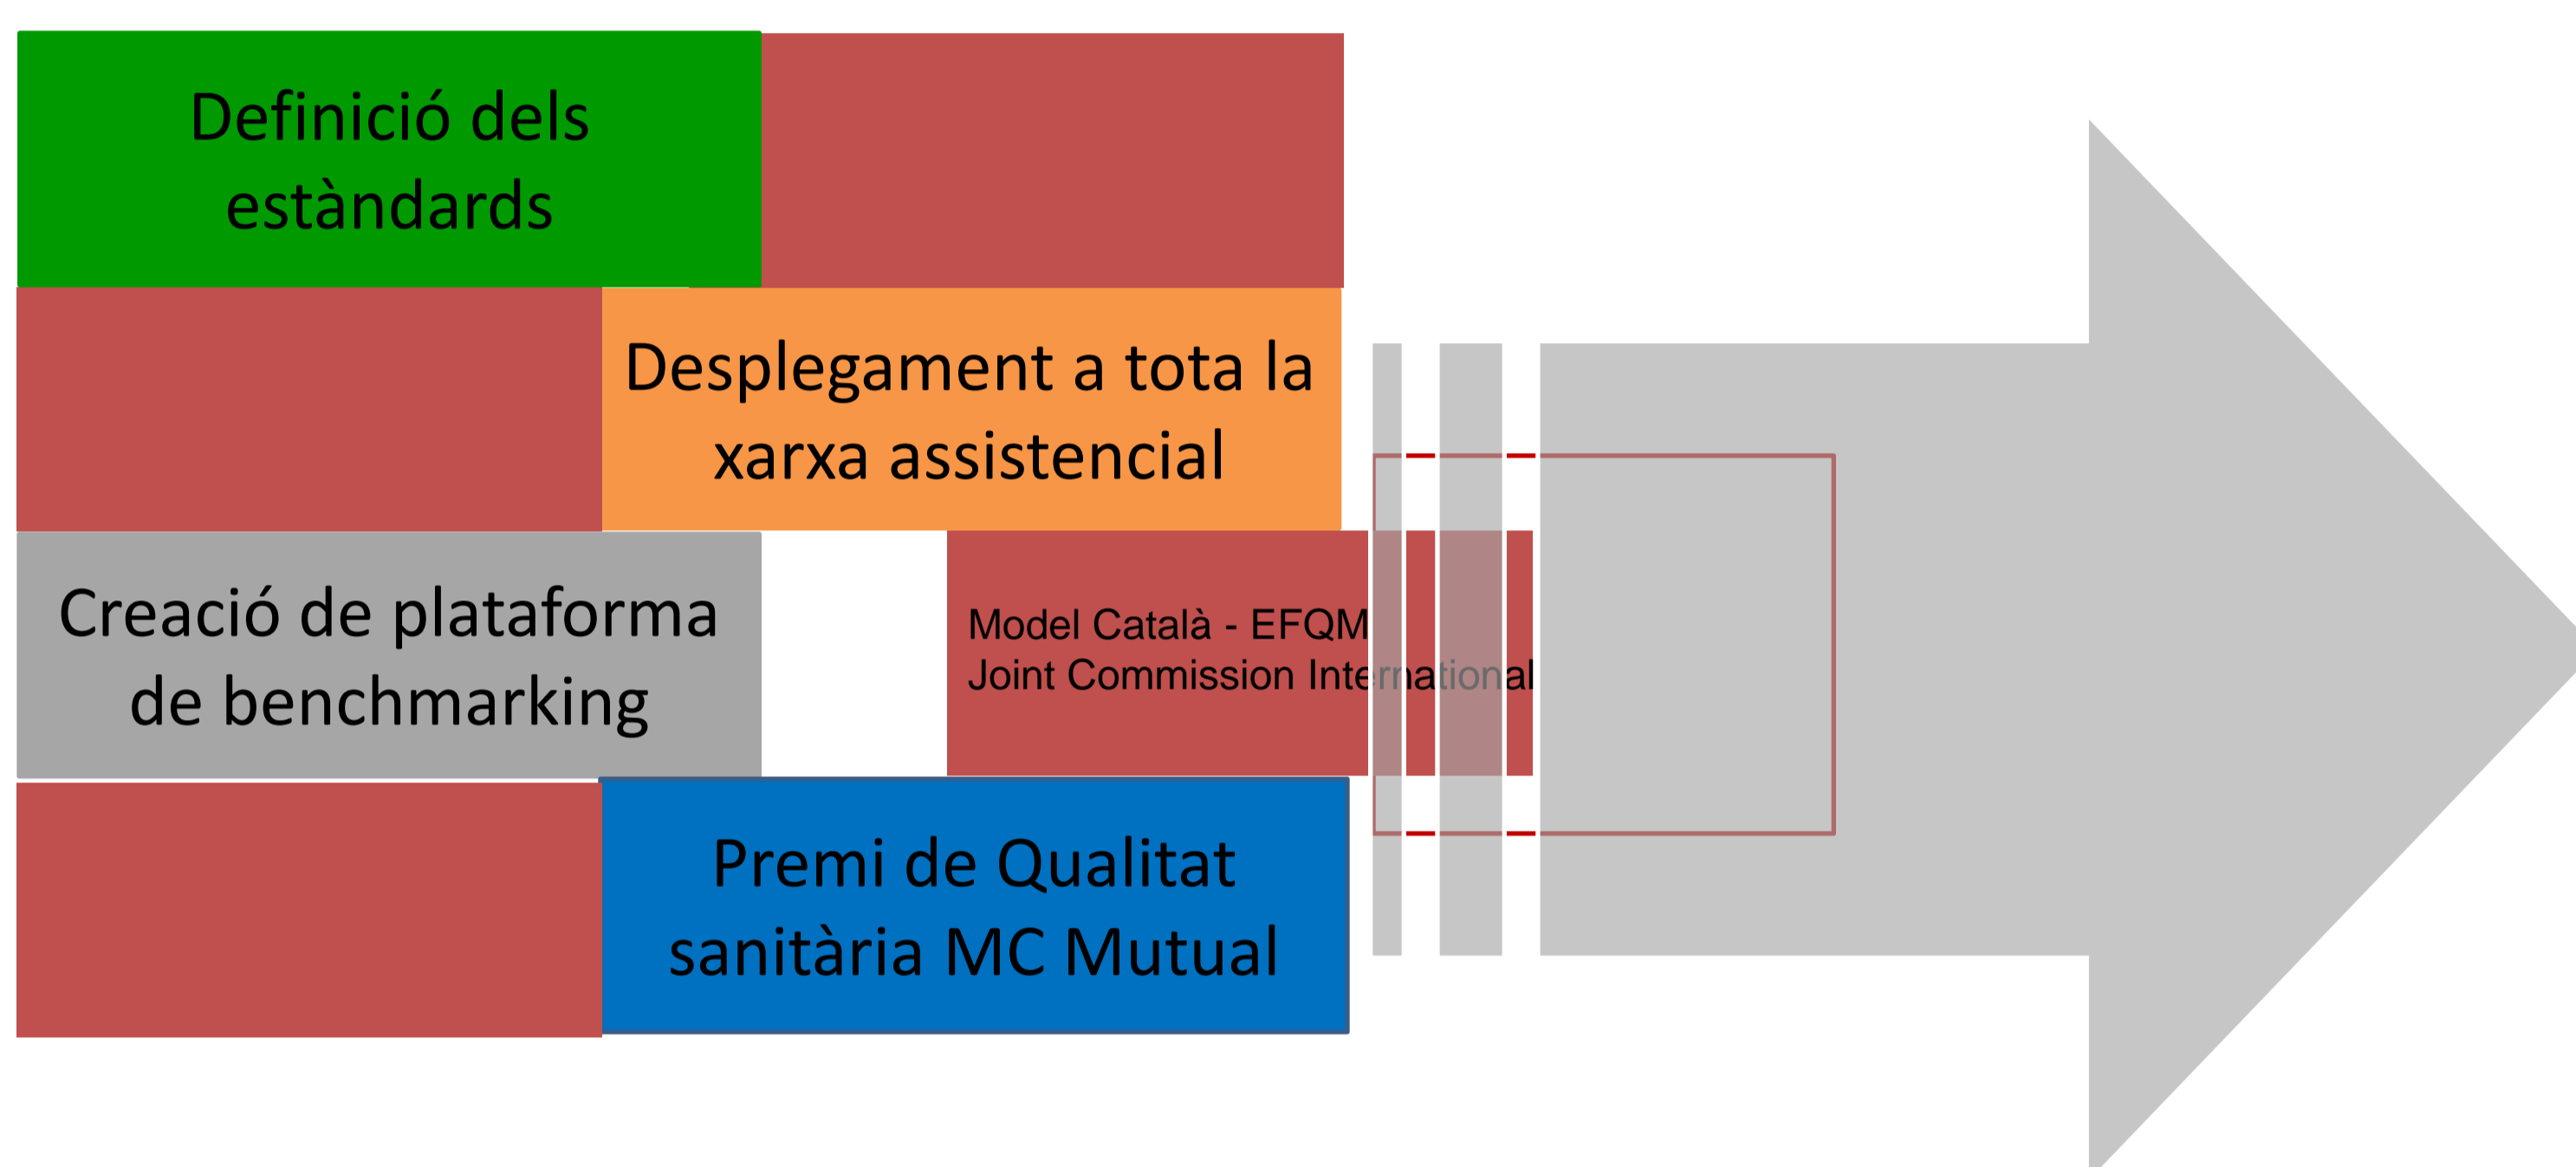 Definició dels
estàndards
Desplegament a tota la
xarxa assistencial
Creació de plataforma
de benchmarking
Model Català - EFQM
Joint Commission International
Premi de Qualitat
sanitària MC Mutual